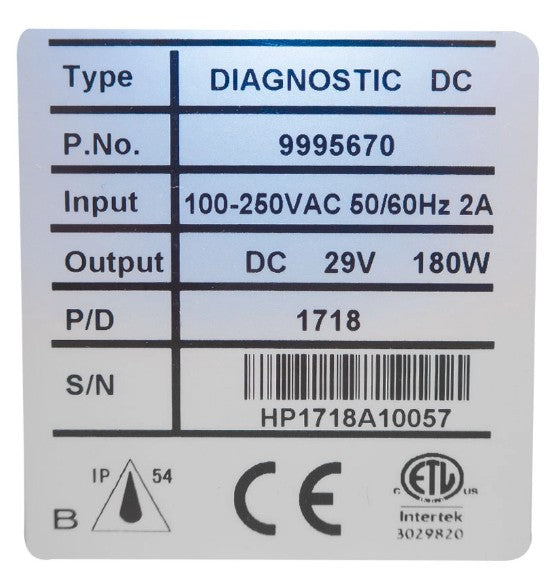 Type DIAGNOSTIC DC
P.No. 9995670
Input 100-250VAC 50/60Hz 2A
Output DC 29V 180W
P/D 1718
S/N
HP1718A10057
IP 54
B
CE
c ETL us
Intertek
3029820